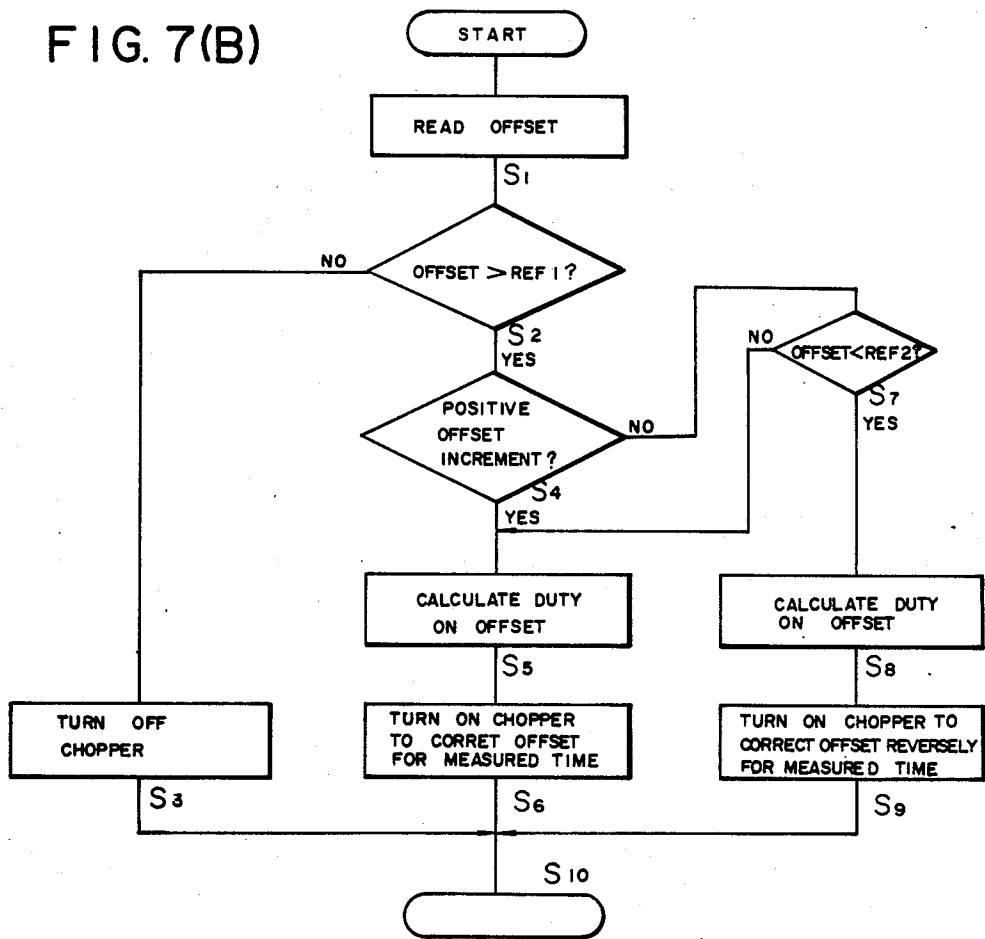 FIG. 7(B)
START
READ OFFSET
S1
NO
OFFSET > REF 1 ?
S2
YES
NO
OFFSET<REF2?
S7
YES
POSITIVE
OFFSET
INCREMENT ?
NO
S4
YES
CALCULATE DUTY
ON OFFSET
S5
CALCULATE DUTY
ON OFFSET
S8
TURN OFF
CHOPPER
S3
TURN ON CHOPPER
TO CORRET OFFSET
FOR MEASURED TIME
S6
TURN ON CHOPPER TO
CORRECT OFFSET REVERSELY
FOR MEASURED TIME
S9
S10